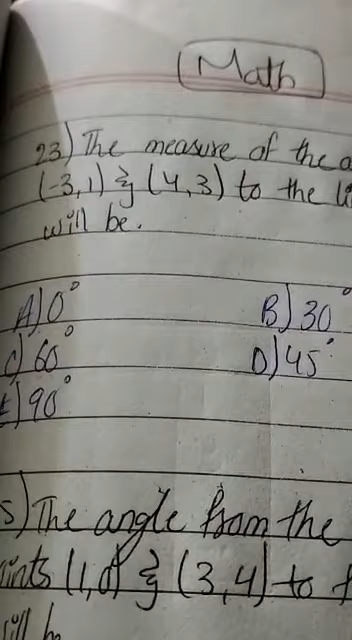 Math
23) The measure of the
(-3,1) & (4,3) to the
will be.
A) 0° B) 30°
C) 60° D) 45°
E) 90°
5) The angle from the
(1,0) & (3,4) to